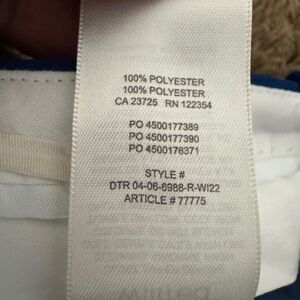 100% POLYESTER
100% POLYESTER
CA 23725 RN 122354
PO 4500177389
PO 4500177390
PO 4500178371
STYLE #
DTR 04-06-6988-R-WI22
ARTICLE # 77775